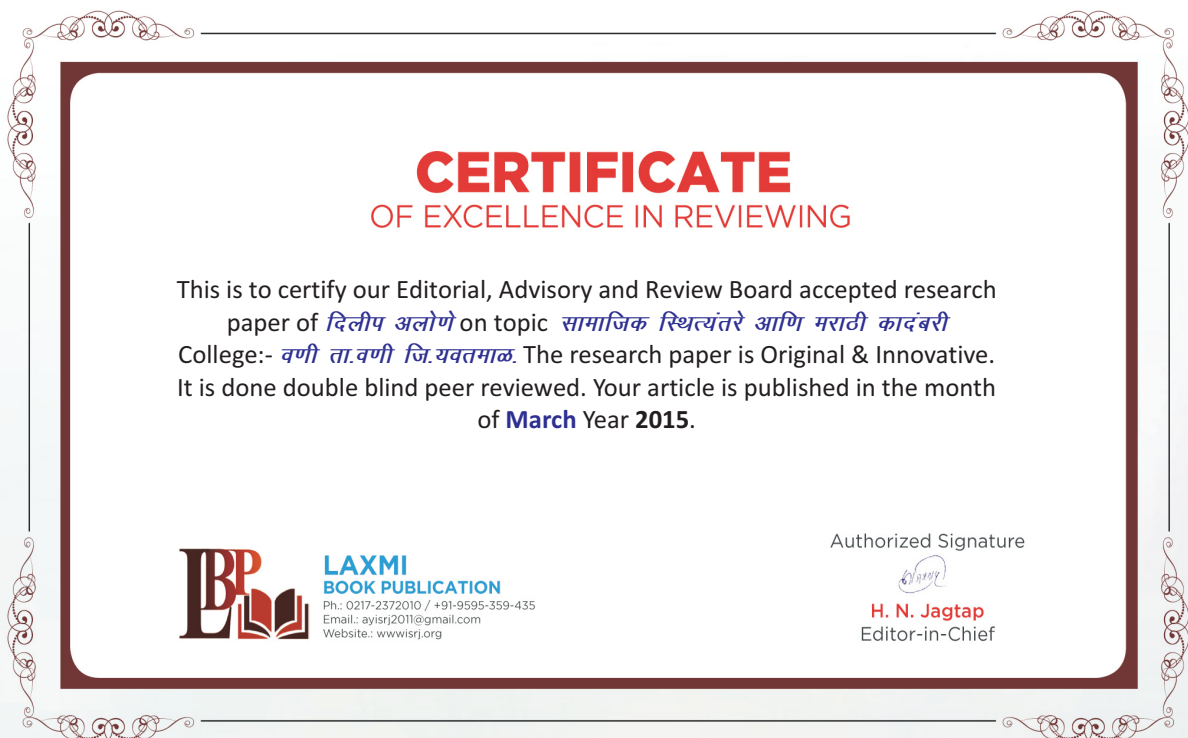 CERTIFICATE
OF EXCELLENCE IN REVIEWING
This is to certify our Editorial, Advisory and Review Board accepted research
paper of दिलीप अलोणे on topic सामाजिक स्थित्यंतरे आणि मराठी कादंबरी
College:- वणी ता.वणी जि.यवतमाळ. The research paper is Original & Innovative.
It is done double blind peer reviewed. Your article is published in the month
of March Year 2015.
LBP
LAXMI
BOOK PUBLICATION
Ph.: 0217-2372010 / +91-9595-359-435
Email.: ayisrj2011@gmail.com
Website.: wwwisrj.org
Authorized Signature
H. N. Jagtap
Editor-in-Chief